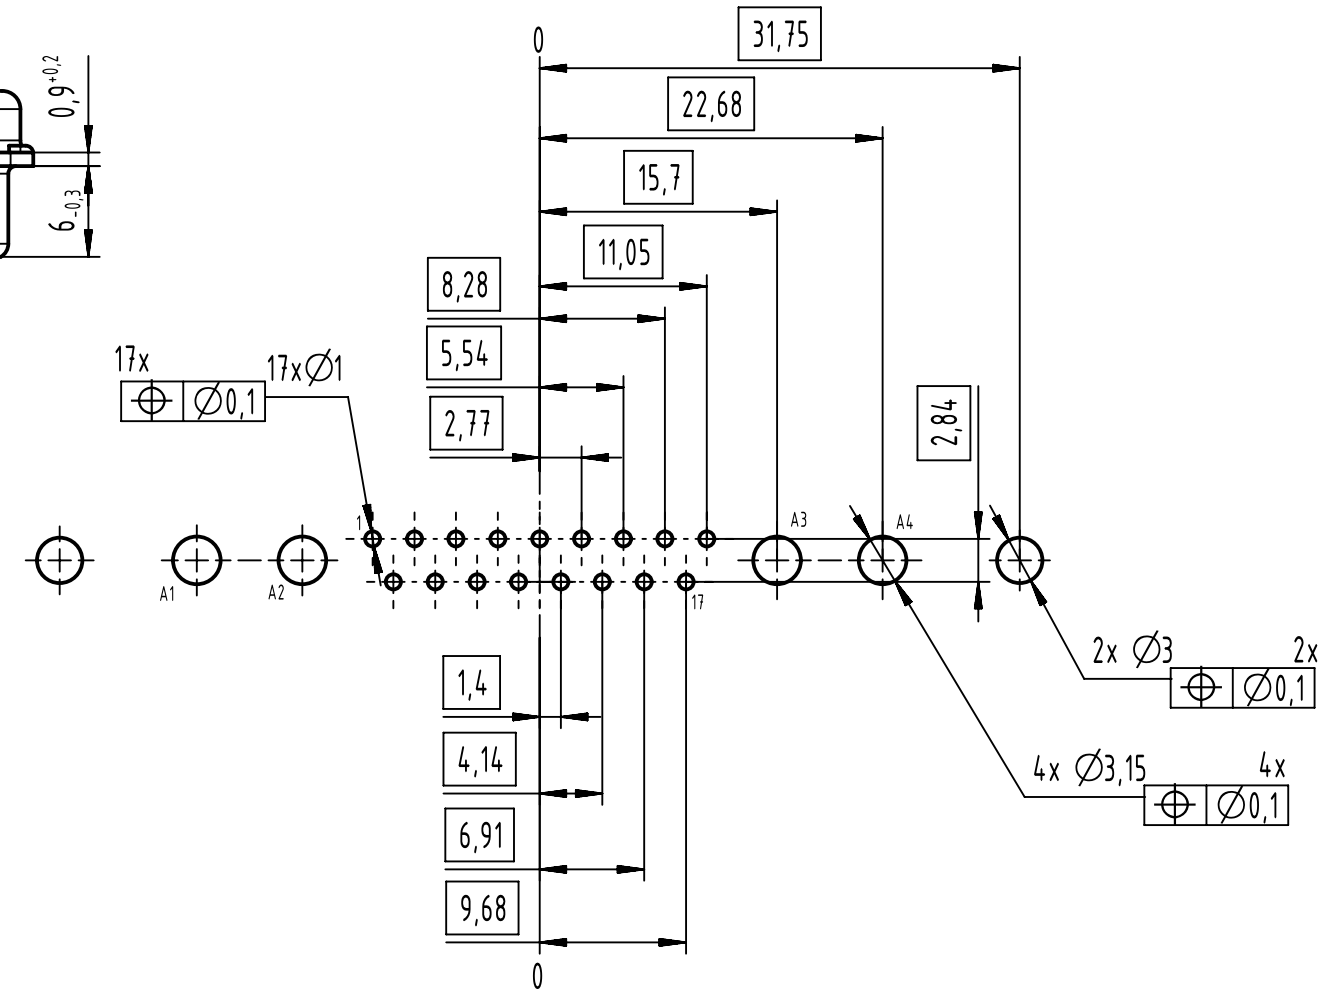 31,75
0
0,9+0,2
22,68
15,7
6-0,3
11,05
8,28
5,54
17x
17x∅1
⌖ ∅0,1
2,77
2,84
1
A3
A4
A1
A2
17
2x ∅3
2x
⌖ ∅0,1
1,4
4,14
4x ∅3,15
4x
⌖ ∅0,1
6,91
9,68
0